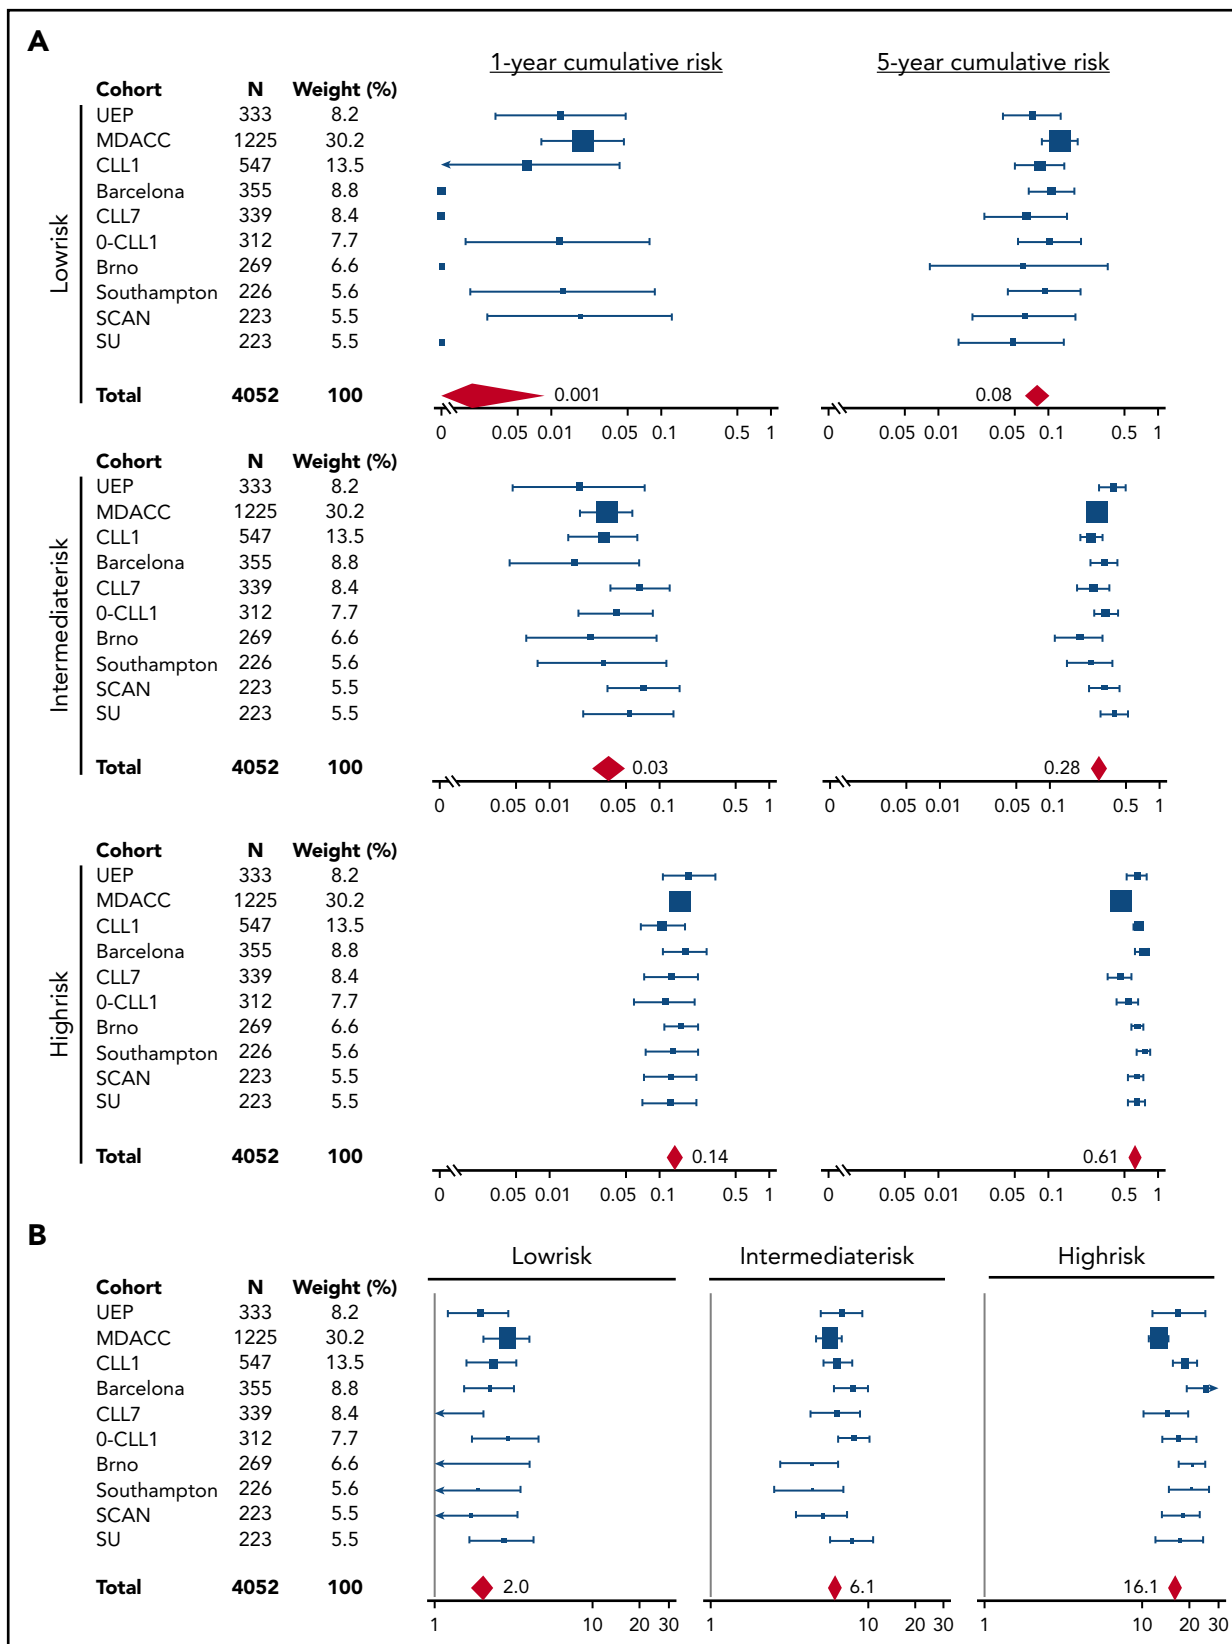 A
1-year cumulative risk 5-year cumulative risk
Cohort N Weight (%)
Lowrisk
UEP 333 8.2
MDACC 1225 30.2
CLL1 547 13.5
Barcelona 355 8.8
CLL7 339 8.4
0-CLL1 312 7.7
Brno 269 6.6
Southampton 226 5.6
SCAN 223 5.5
SU 223 5.5
Total 4052 100 0.001 0.08
0 0.05 0.01 0.05 0.1 0.5 1 0 0.05 0.01 0.05 0.1 0.5 1
Cohort N Weight (%)
Intermediaterisk
UEP 333 8.2
MDACC 1225 30.2
CLL1 547 13.5
Barcelona 355 8.8
CLL7 339 8.4
0-CLL1 312 7.7
Brno 269 6.6
Southampton 226 5.6
SCAN 223 5.5
SU 223 5.5
Total 4052 100 0.03 0.28
0 0.05 0.01 0.05 0.1 0.5 1 0 0.05 0.01 0.05 0.1 0.5 1
Cohort N Weight (%)
Highrisk
UEP 333 8.2
MDACC 1225 30.2
CLL1 547 13.5
Barcelona 355 8.8
CLL7 339 8.4
0-CLL1 312 7.7
Brno 269 6.6
Southampton 226 5.6
SCAN 223 5.5
SU 223 5.5
Total 4052 100 0.14 0.61
0 0.05 0.01 0.1 0.5 1 0 0.05 0.01 0.05 0.1 0.5 1
B
Lowrisk Intermediaterisk Highrisk
Cohort N Weight (%)
UEP 333 8.2
MDACC 1225 30.2
CLL1 547 13.5
Barcelona 355 8.8
CLL7 339 8.4
0-CLL1 312 7.7
Brno 269 6.6
Southampton 226 5.6
SCAN 223 5.5
SU 223 5.5
Total 4052 100 2.0 6.1 16.1
1 10 20 30 1 10 20 30 1 10 20 30